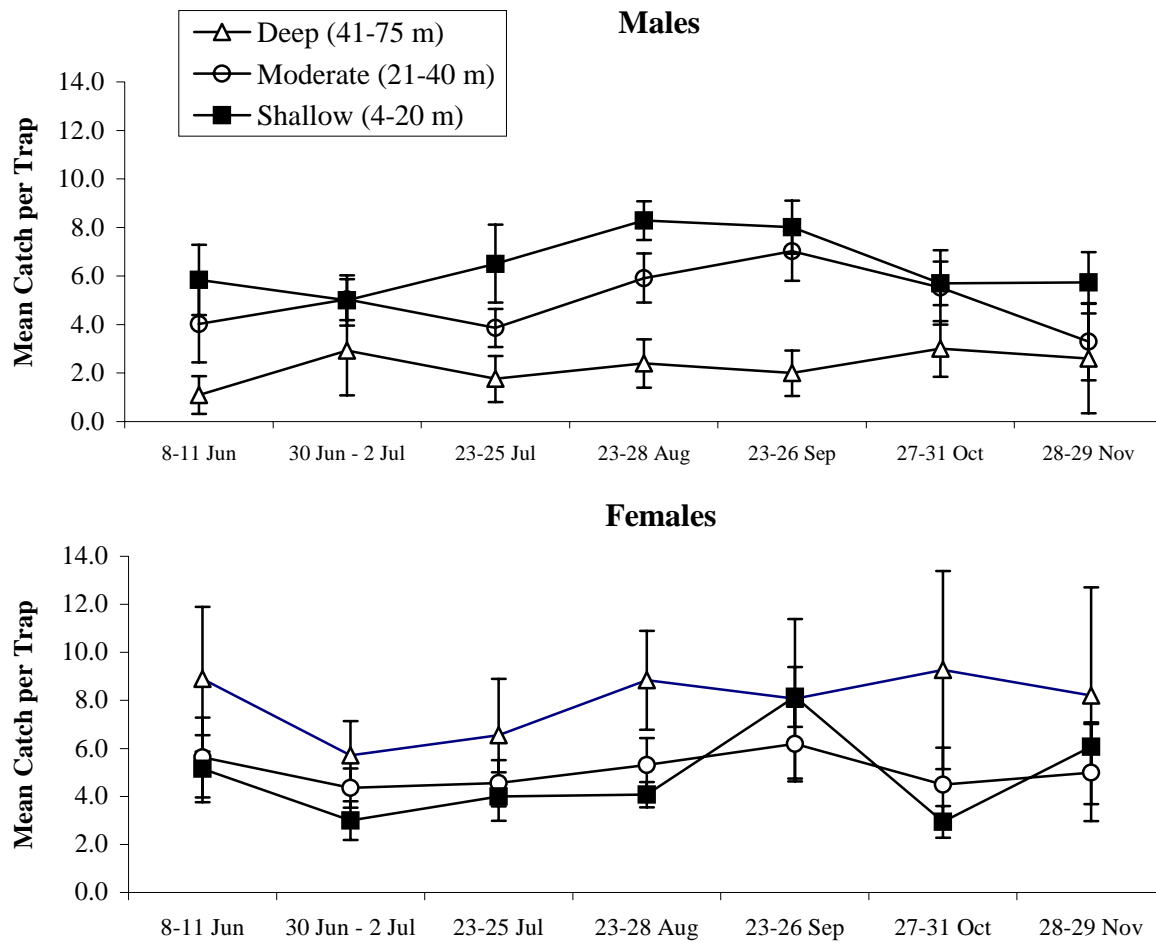 Males
Deep (41-75 m)
Moderate (21-40 m)
Shallow (4-20 m)
Mean Catch per Trap
14.0
12.0
10.0
8.0
6.0
4.0
2.0
0.0
8-11 Jun 30 Jun - 2 Jul 23-25 Jul 23-28 Aug 23-26 Sep 27-31 Oct 28-29 Nov
Females
Mean Catch per Trap
14.0
12.0
10.0
8.0
6.0
4.0
2.0
0.0
8-11 Jun 30 Jun - 2 Jul 23-25 Jul 23-28 Aug 23-26 Sep 27-31 Oct 28-29 Nov